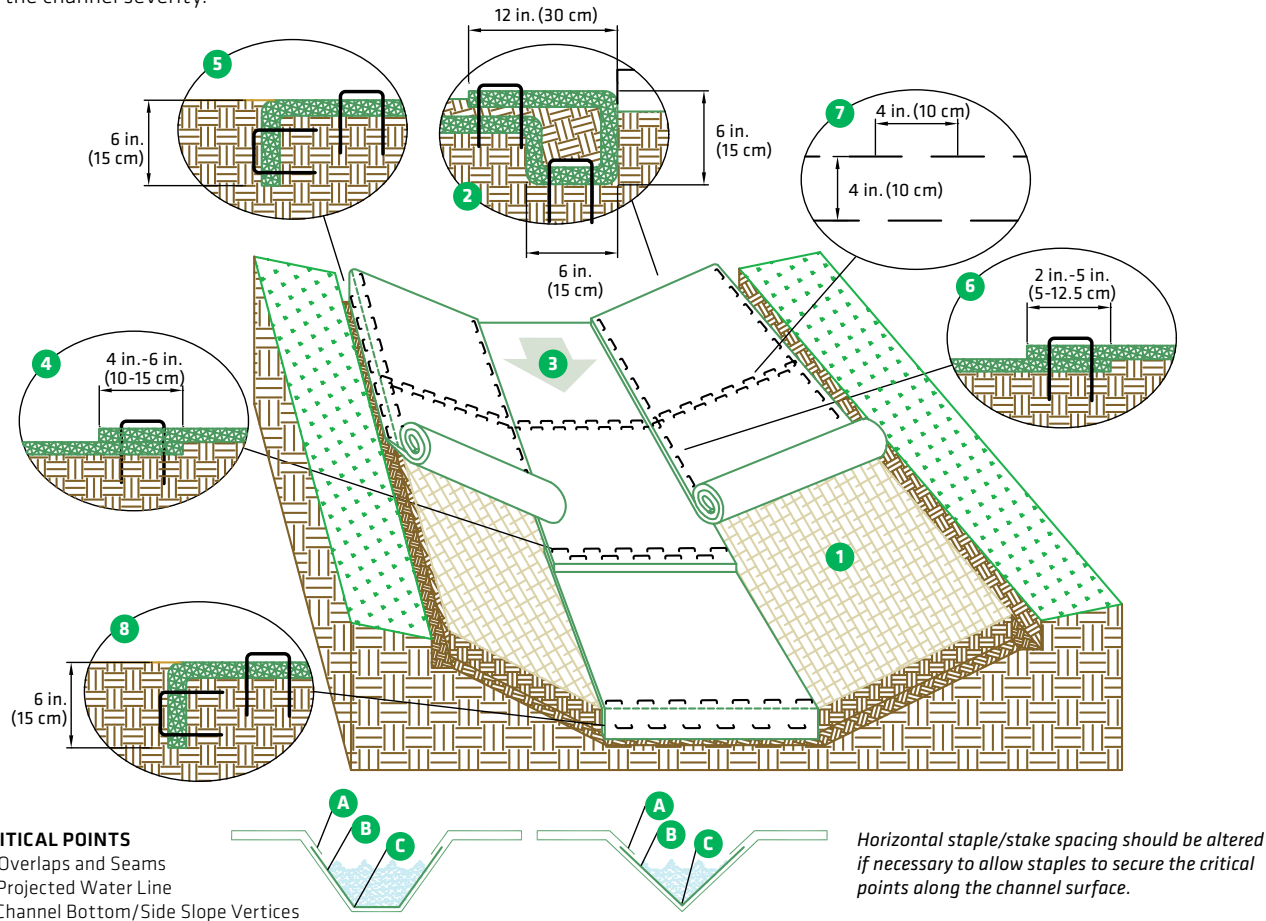 the channel severity.
12 in. (30 cm)
5
7
4 in. (10 cm)
6 in.
(15 cm)
6 in.
(15 cm)
4 in. (10 cm)
2
6 in.
(15 cm)
6
2 in.-5 in.
(5-12.5 cm)
4
4 in.-6 in.
(10-15 cm)
3
1
8
6 in.
(15 cm)
A
B
C
A
B
C
ITICAL POINTS
Overlaps and Seams
Projected Water Line
Channel Bottom/Side Slope Vertices
Horizontal staple/stake spacing should be altered
if necessary to allow staples to secure the critical
points along the channel surface.